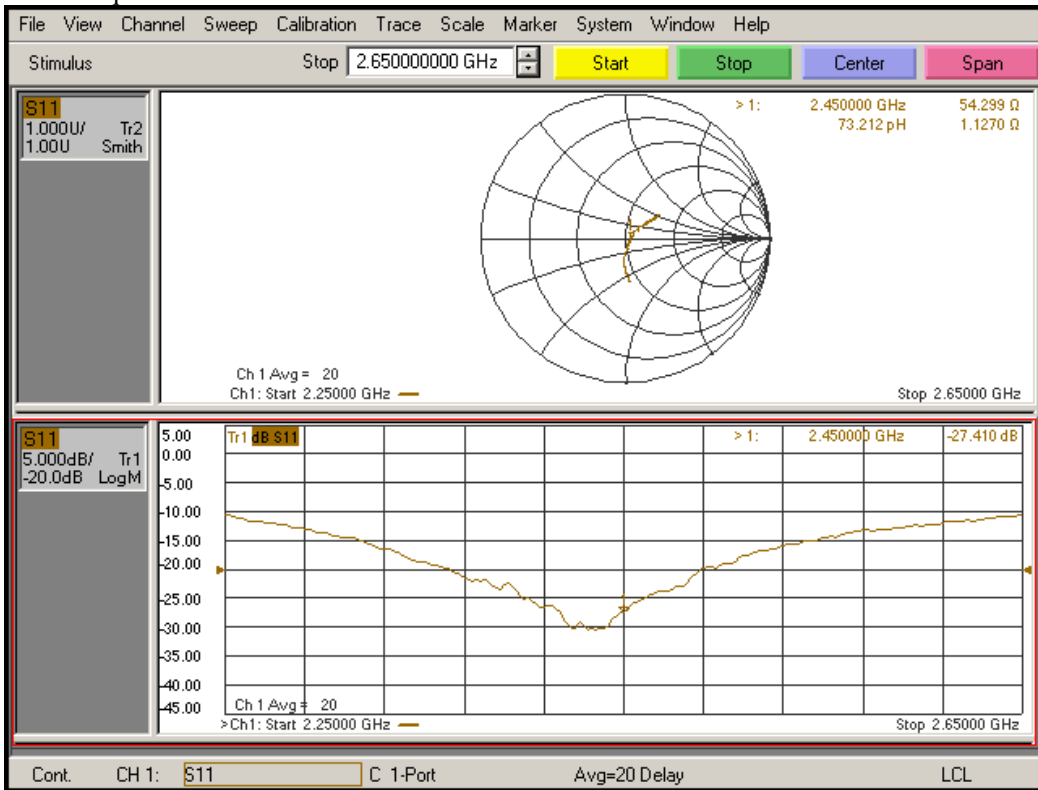 File View Channel Sweep Calibration Trace Scale Marker System Window Help
Stimulus Stop 2.650000000 GHz Start Stop Center Span
S11
1.000U/ Tr2
1.00U Smith
> 1: 2.450000 GHz 54.299 Ω
73.212 pH 1.1270 Ω
Ch 1 Avg = 20
Ch1: Start 2.25000 GHz
Stop 2.65000 GHz
S11
5.000dB/ Tr1
-20.0dB LogM
5.00
0.00
-5.00
-10.00
-15.00
-20.00
-25.00
-30.00
-35.00
-40.00
-45.00
Tr1 dB S11
> 1: 2.450000 GHz -27.410 dB
1
Ch 1 Avg = 20
>Ch1: Start 2.25000 GHz
Stop 2.65000 GHz
Cont. CH 1: S11 C 1-Port Avg=20 Delay LCL